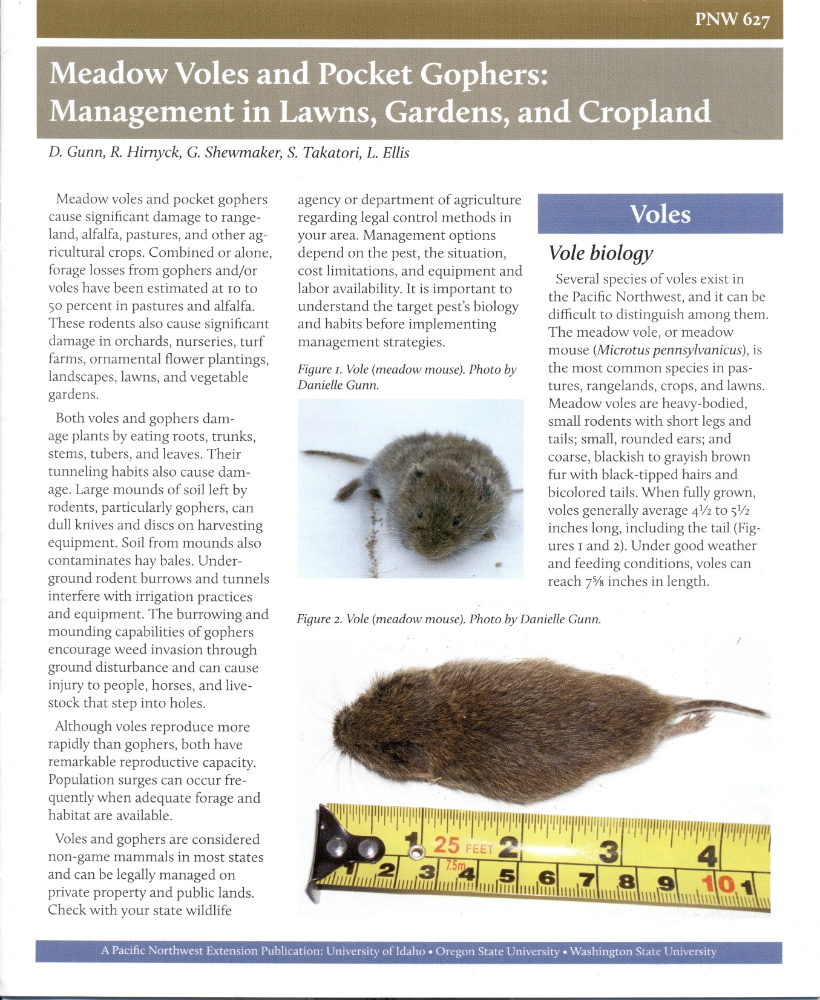 PNW 627
Meadow Voles and Pocket Gophers:
Management in Lawns, Gardens, and Cropland
D. Gunn, R. Hirnyck, G. Shewmaker, S. Takatori, L. Ellis
Meadow voles and pocket gophers
cause significant damage to range-
land, alfalfa, pastures, and other ag-
ricultural crops. Combined or alone,
forage losses from gophers and/or
voles have been estimated at 10 to
50 percent in pastures and alfalfa.
These rodents also cause significant
damage in orchards, nurseries, turf
farms, ornamental flower plantings,
landscapes, lawns, and vegetable
gardens.
Both voles and gophers dam-
age plants by eating roots, trunks,
stems, tubers, and leaves. Their
tunneling habits also cause dam-
age. Large mounds of soil left by
rodents, particularly gophers, can
dull knives and discs on harvesting
equipment. Soil from mounds also
contaminates hay bales. Under-
ground rodent burrows and tunnels
interfere with irrigation practices
and equipment. The burrowing and
mounding capabilities of gophers
encourage weed invasion through
ground disturbance and can cause
injury to people, horses, and live-
stock that step into holes.
Although voles reproduce more
rapidly than gophers, both have
remarkable reproductive capacity.
Population surges can occur fre-
quently when adequate forage and
habitat are available.
Voles and gophers are considered
non-game mammals in most states
and can be legally managed on
private property and public lands.
Check with your state wildlife
agency or department of agriculture
regarding legal control methods in
your area. Management options
depend on the pest, the situation,
cost limitations, and equipment and
labor availability. It is important to
understand the target pest's biology
and habits before implementing
management strategies.
Figure 1. Vole (meadow mouse). Photo by
Danielle Gunn.
Voles
Vole biology
Several species of voles exist in
the Pacific Northwest, and it can be
difficult to distinguish among them.
The meadow vole, or meadow
mouse (Microtus pennsylvanicus), is
the most common species in pas-
tures, rangelands, crops, and lawns.
Meadow voles are heavy-bodied,
small rodents with short legs and
tails; small, rounded ears; and
coarse, blackish to grayish brown
fur with black-tipped hairs and
bicolored tails. When fully grown,
voles generally average 4½ to 5½
inches long, including the tail (Fig-
ures 1 and 2). Under good weather
and feeding conditions, voles can
reach 7⅝ inches in length.
Figure 2. Vole (meadow mouse). Photo by Danielle Gunn.
1 25 FEET 2 3 4
7.5m
1 2 3 4 5 6 7 8 9 10 1
A Pacific Northwest Extension Publication: University of Idaho • Oregon State University • Washington State University